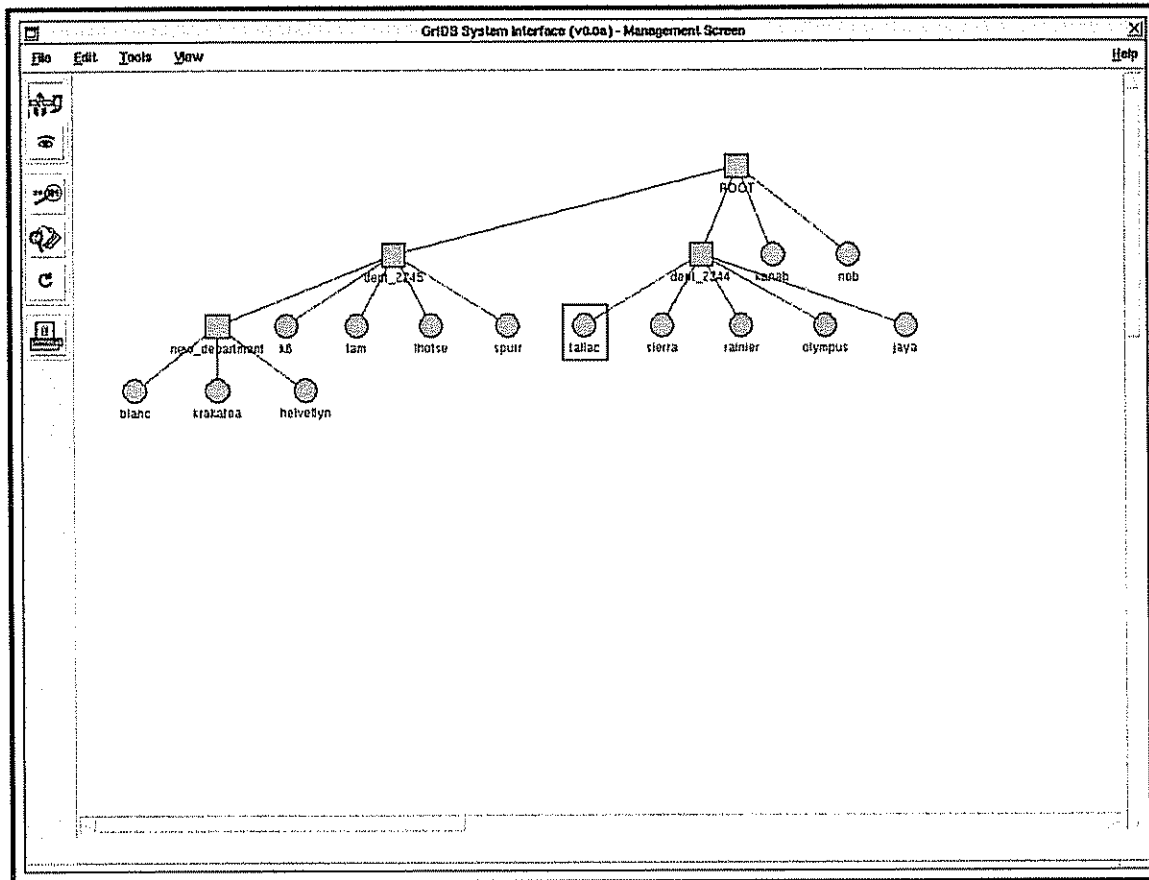 GrIDS System Interface (v0.0a) - Management Screen
File Edit Tools View Help
ROOT
dept_2245 dept_2344 kanab nob
new_department k6 tam lhotse spurr tallac sierra rainier olympus jaya
blanc krakatoa helvellyn